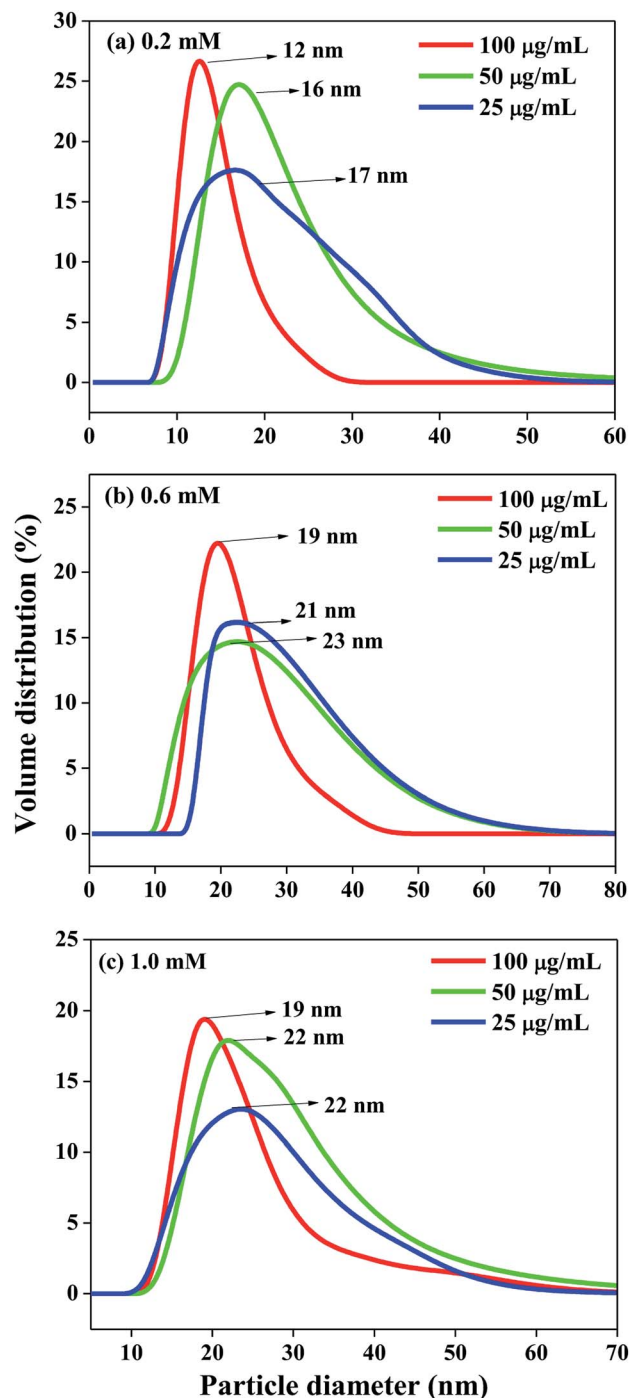 (a) 0.2 mM
12 nm
16 nm
17 nm
100 μg/mL
50 μg/mL
25 μg/mL
30
25
20
15
10
5
0
0 10 20 30 40 50 60
(b) 0.6 mM
19 nm
21 nm
23 nm
100 μg/mL
50 μg/mL
25 μg/mL
25
20
15
10
5
0
0 10 20 30 40 50 60 70 80
Volume distribution (%)
(c) 1.0 mM
19 nm
22 nm
22 nm
100 μg/mL
50 μg/mL
25 μg/mL
25
20
15
10
5
0
10 20 30 40 50 60 70
Particle diameter (nm)